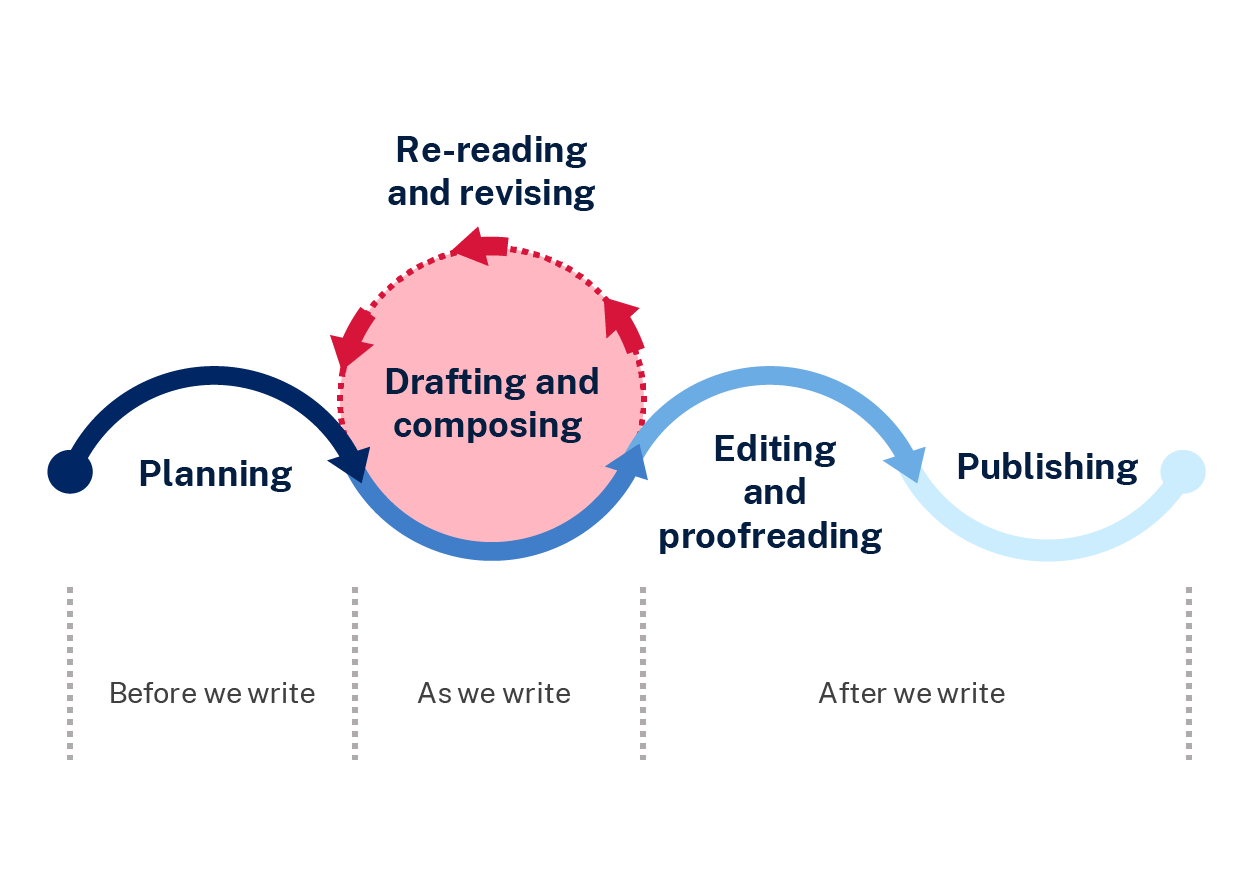 Re-reading
and revising
Drafting and
composing
Planning
Editing
and
proofreading
Publishing
Before we write
As we write
After we write